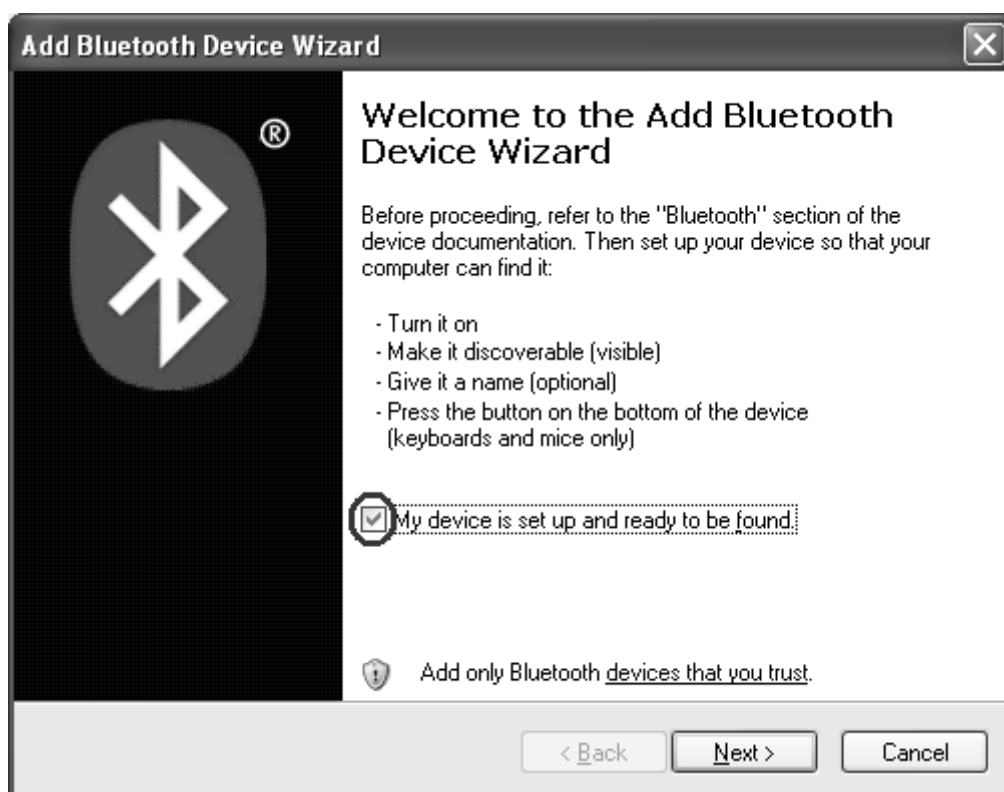 Add Bluetooth Device Wizard
®
Welcome to the Add Bluetooth
Device Wizard
Before proceeding, refer to the "Bluetooth" section of the
device documentation. Then set up your device so that your
computer can find it:
- Turn it on
- Make it discoverable (visible)
- Give it a name (optional)
- Press the button on the bottom of the device
(keyboards and mice only)
My device is set up and ready to be found.
Add only Bluetooth devices that you trust.
< Back Next > Cancel